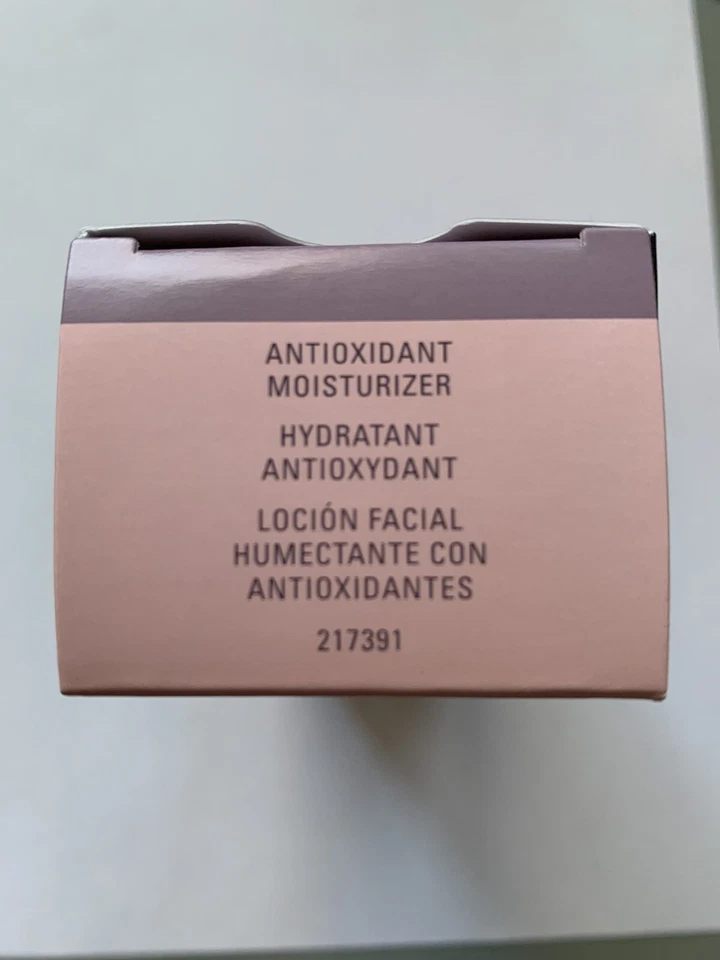 ANTIOXIDANT
MOISTURIZER
HYDRATANT
ANTIOXYDANT
LOCIÓN FACIAL
HUMECTANTE CON
ANTIOXIDANTES
217391